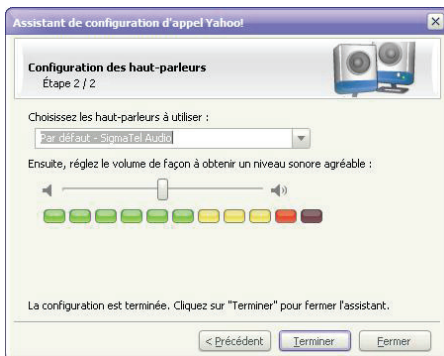 Assistant de configuration d'appel Yahoo!
Configuration des haut-parleurs
Étape 2 / 2
Choisissez les haut-parleurs à utiliser :
Par défaut - SigmaTel Audio
Ensuite, réglez le volume de façon à obtenir un niveau sonore agréable :
La configuration est terminée. Cliquez sur "Terminer" pour fermer l'assistant.
< Précédent Terminer Fermer